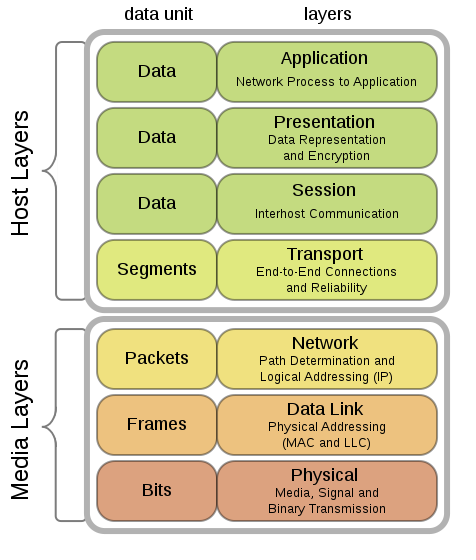 data unit layers
Host Layers
Data
Application
Network Process to Application
Data
Presentation
Data Representation
and Encryption
Data
Session
Interhost Communication
Segments
Transport
End-to-End Connections
and Reliability
Media Layers
Packets
Network
Path Determination and
Logical Addressing (IP)
Frames
Data Link
Physical Addressing
(MAC and LLC)
Bits
Physical
Media, Signal and
Binary Transmission